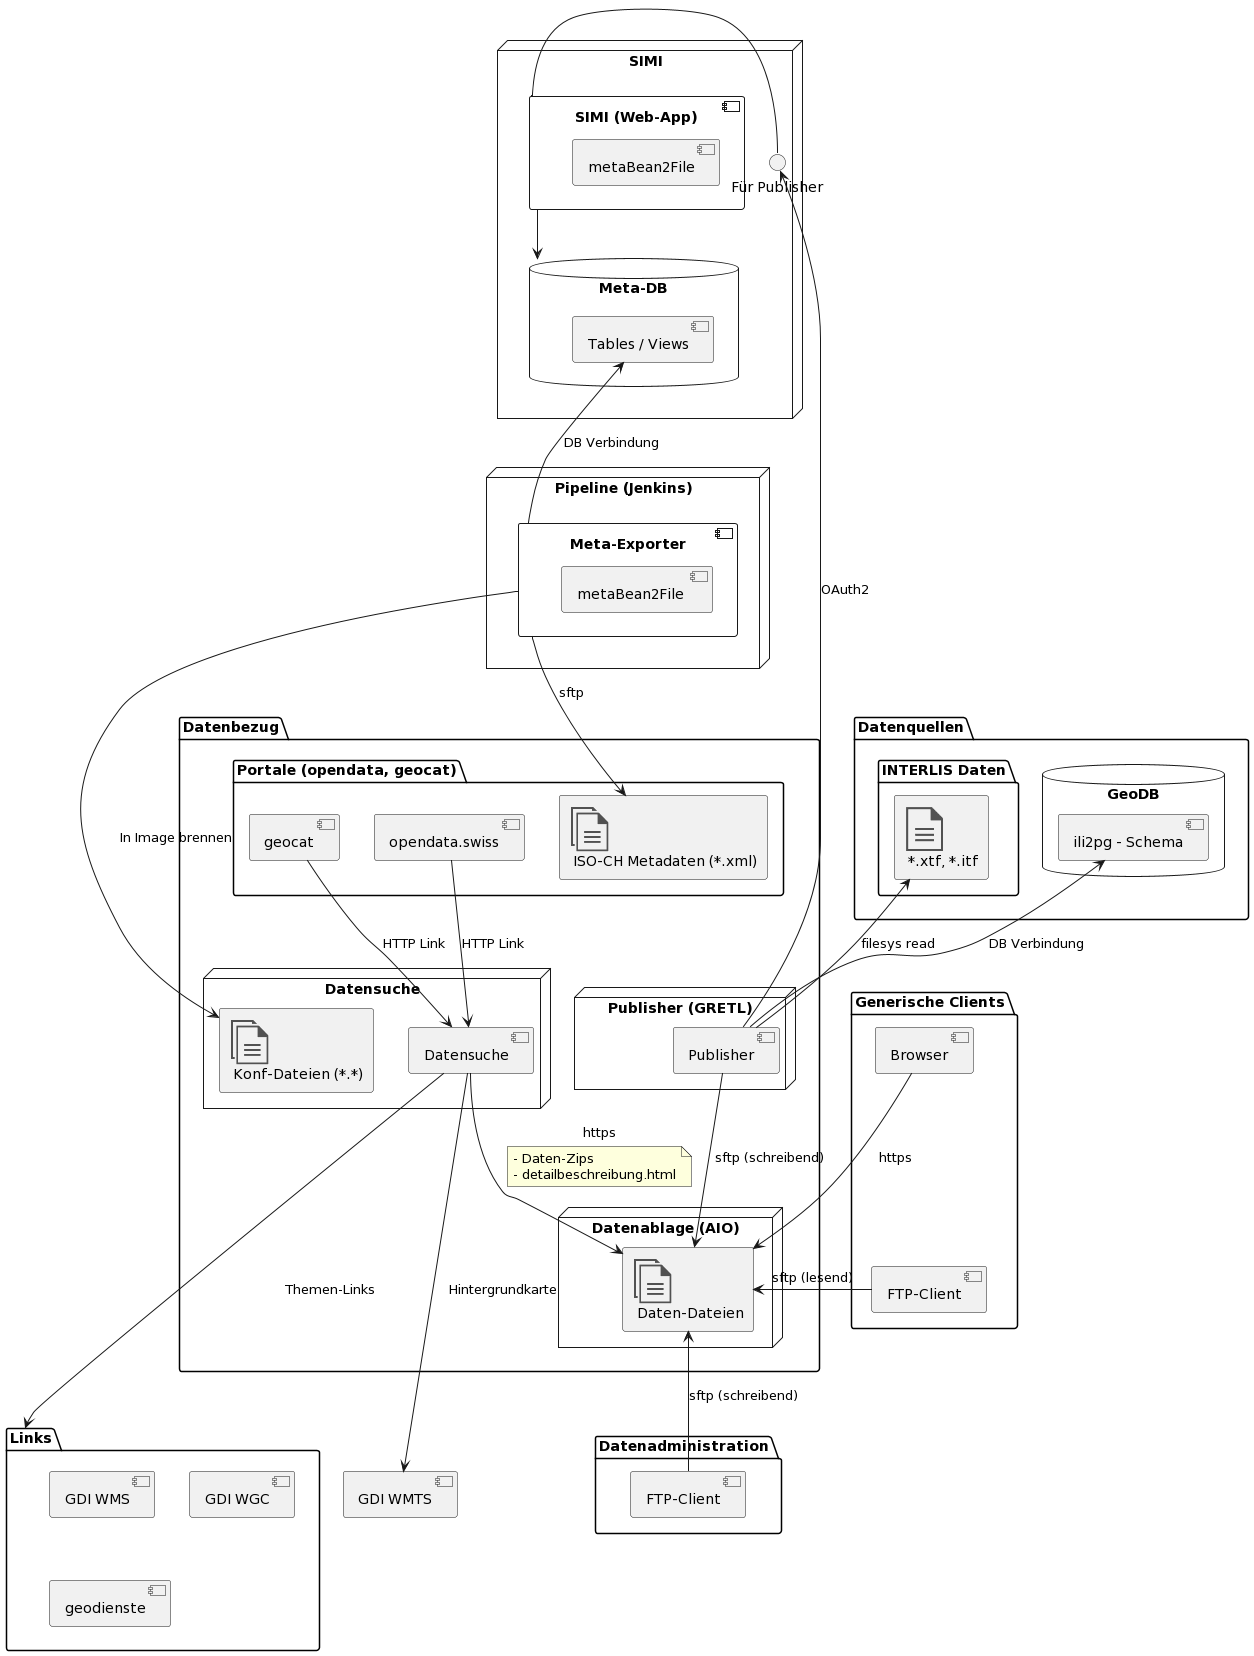 SIMI
SIMI (Web-App)
metaBean2File
Für Publisher
Meta-DB
Tables / Views
DB Verbindung
Pipeline (Jenkins)
Meta-Exporter
metaBean2File
OAuth2
sftp
Datenbezug
Datenquellen
Portale (opendata, geocat)
INTERLIS Daten
GeoDB
In Image brennen
geocat
opendata.swiss
ISO-CH Metadaten (*.xml)
*.xtf, *.itf
ili2pg - Schema
HTTP Link
HTTP Link
filesys read
DB Verbindung
Datensuche
Publisher (GRETL)
Generische Clients
Konf-Dateien (*.*)
Datensuche
Publisher
Browser
https
- Daten-Zips
- detailbeschreibung.html
sftp (schreibend)
https
Datenablage (AIO)
Themen-Links
Hintergrundkarte
Daten-Dateien
sftp (lesend)
FTP-Client
sftp (schreibend)
Links
Datenadministration
GDI WMS
GDI WGC
GDI WMTS
FTP-Client
geodienste